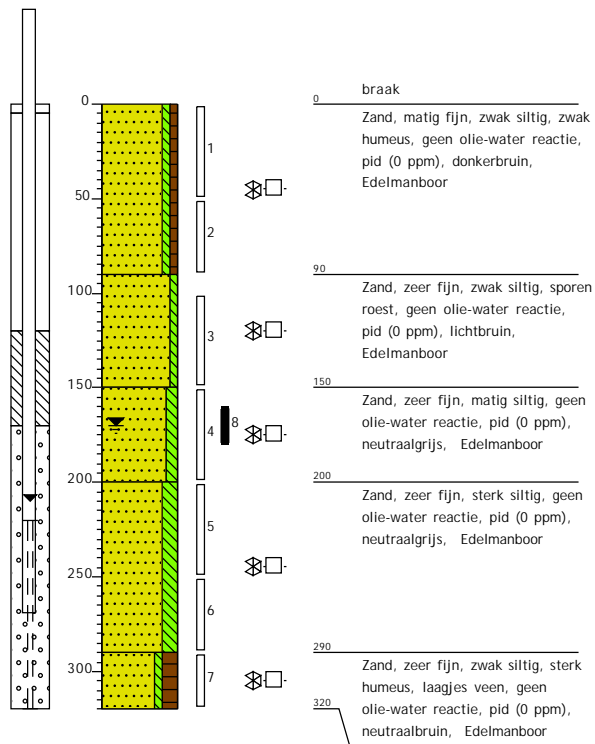 braak
0
0
Zand, matig fijn, zwak siltig, zwak
humeus, geen olie-water reactie,
pid (0 ppm), donkerbruin,
Edelmanboor
1
50
2
90
Zand, zeer fijn, zwak siltig, sporen
roest, geen olie-water reactie,
pid (0 ppm), lichtbruin,
Edelmanboor
100
3
150
150
Zand, zeer fijn, matig siltig, geen
olie-water reactie, pid (0 ppm),
neutraalgrijs, Edelmanboor
4
8
200
200
Zand, zeer fijn, sterk siltig, geen
olie-water reactie, pid (0 ppm),
neutraalgrijs, Edelmanboor
5
250
6
290
Zand, zeer fijn, zwak siltig, sterk
humeus, laagjes veen, geen
olie-water reactie, pid (0 ppm),
neutraalbruin, Edelmanboor
300
7
320